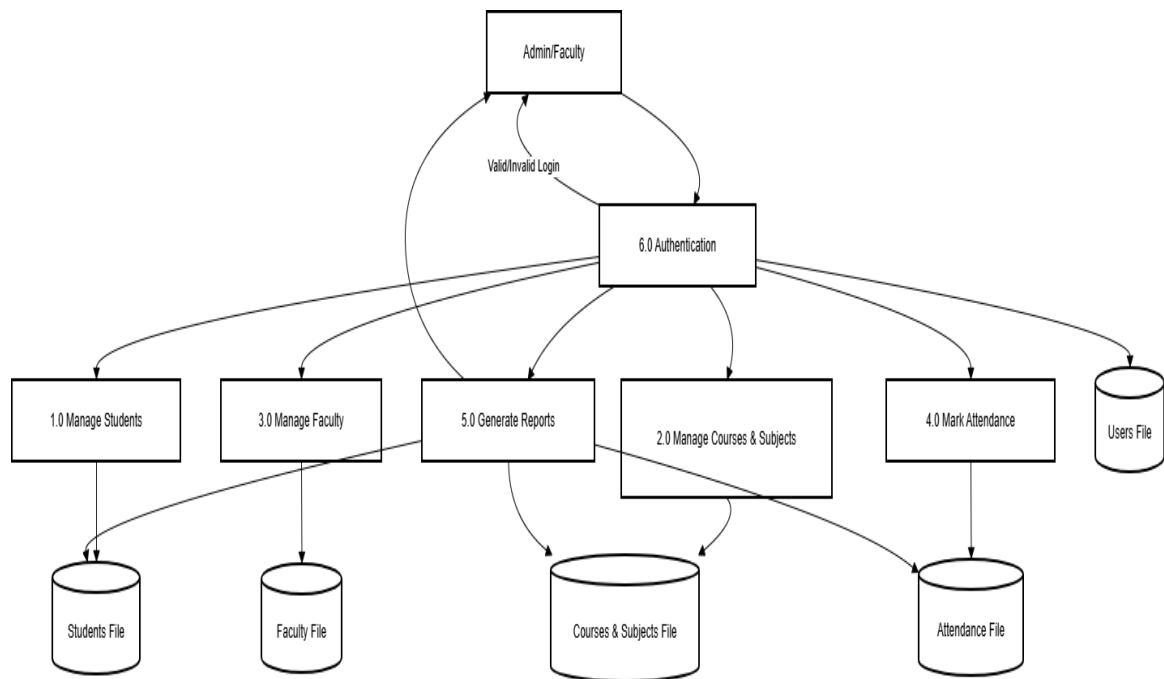 Admin/Faculty
Valid/Invalid Login
6.0 Authentication
1.0 Manage Students
3.0 Manage Faculty
5.0 Generate Reports
2.0 Manage Courses & Subjects
4.0 Mark Attendance
Users File
Students File
Faculty File
Courses & Subjects File
Attendance File